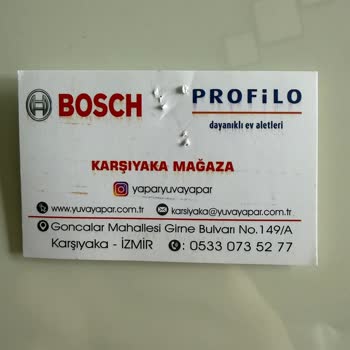 BOSCH PROFiLO
dayanıklı ev aletleri
KARŞIYAKA MAĞAZA
yaparyuvayapar
www.yuvayapar.com.tr karsiyaka@yuvayapar.com.tr
Goncalar Mahallesi Girne Bulvarı No.149/A
Karşıyaka - İZMİR : 0533 073 52 77